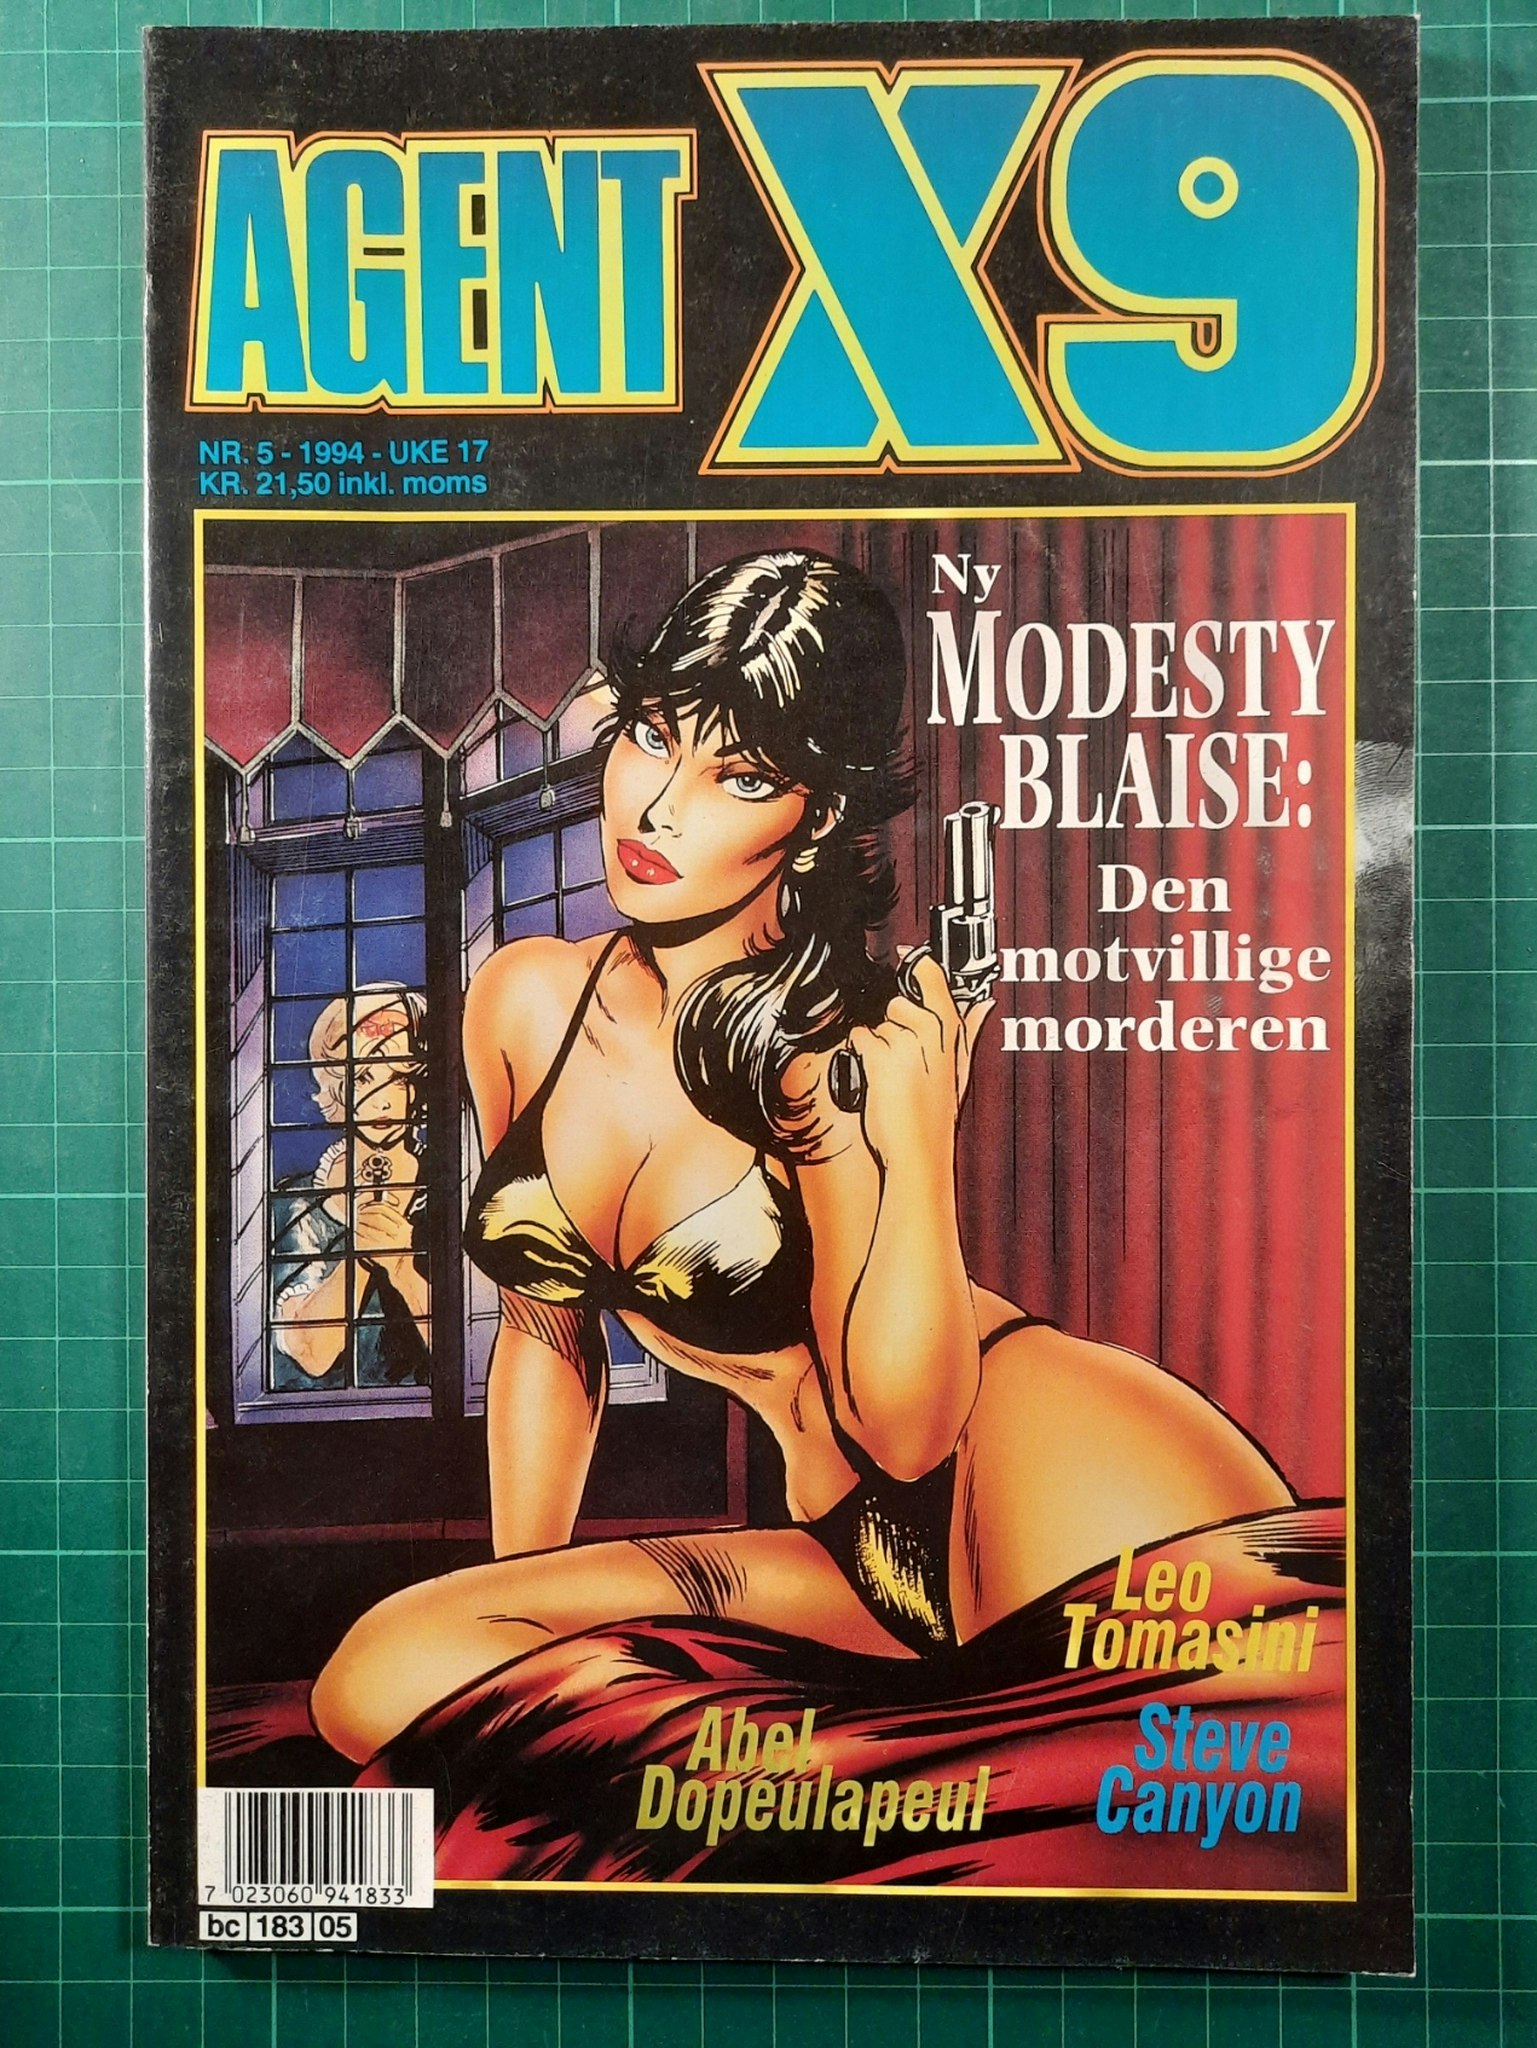 AGENT X9
NR. 5 - 1994 - UKE 17
KR. 21,50 inkl. moms
Ny
MODESTY
BLAISE:
Den
motvillige
morderen
Leo
Tomasini
Abel
Dopeulapeul
Steve
Canyon
7 023060 941833
bc 183 05